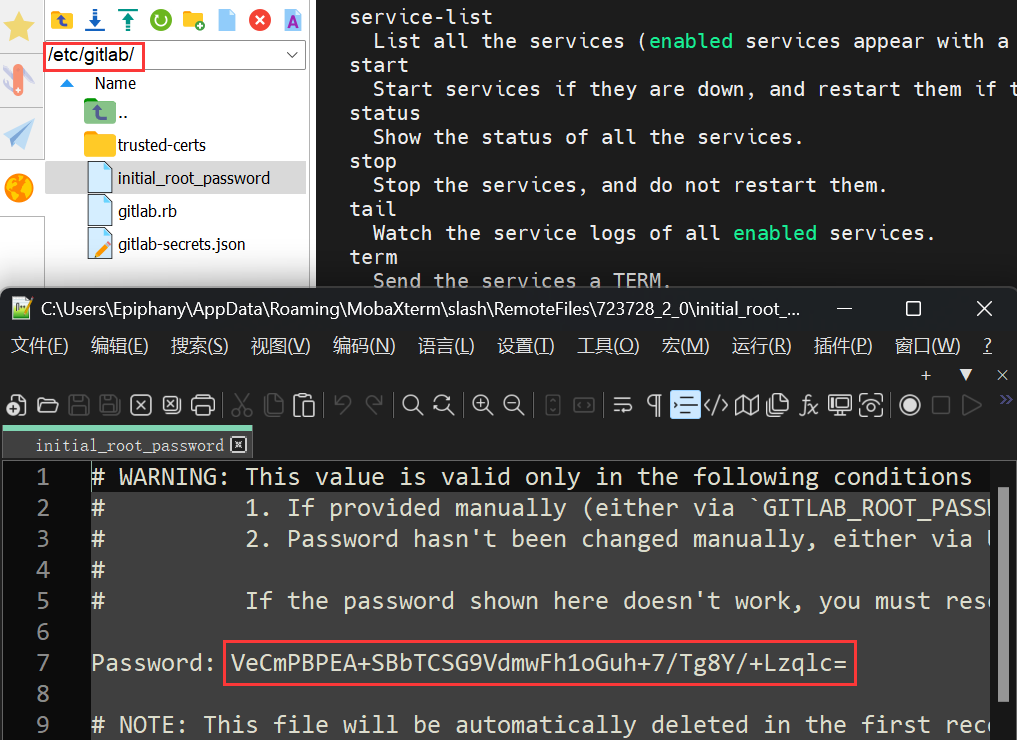 /etc/gitlab/
Name
..
trusted-certs
initial_root_password
gitlab.rb
gitlab-secrets.json
service-list
List all the services (enabled services appear with a
start
Start services if they are down, and restart them if t
status
Show the status of all the services.
stop
Stop the services, and do not restart them.
tail
Watch the service logs of all enabled services.
term
Send the services a TERM.
C:\Users\Epiphany\AppData\Roaming\MobaXterm\slash\RemoteFiles\723728_2_0\initial_root_...
文件(F) 编辑(E) 搜索(S) 视图(V) 编码(N) 语言(L) 设置(T) 工具(O) 宏(M) 运行(R) 插件(P) 窗口(W) ?
initial_root_password
1 # WARNING: This value is valid only in the following conditions
2 # 1. If provided manually (either via `GITLAB_ROOT_PASSW
3 # 2. Password hasn't been changed manually, either via U
4 #
5 # If the password shown here doesn't work, you must rese
6
7 Password: VeCmPBPEA+SBbTCSG9VdmwFh1oGuh+7/Tg8Y/+Lzqlc=
8
9 # NOTE: This file will be automatically deleted in the first reco